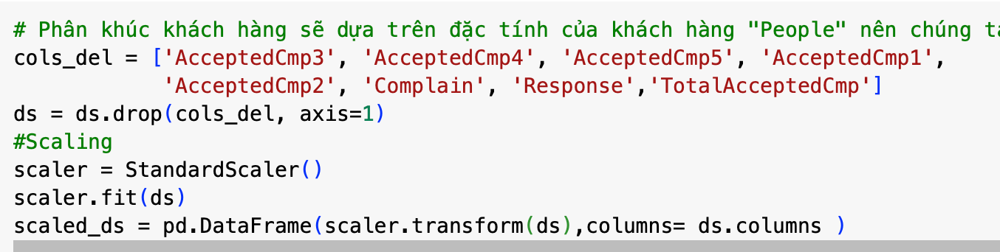 # Phân khúc khách hàng sẽ dựa trên đặc tính của khách hàng "People" nên chúng
cols_del = ['AcceptedCmp3', 'AcceptedCmp4', 'AcceptedCmp5', 'AcceptedCmp1',
'AcceptedCmp2', 'Complain', 'Response','TotalAcceptedCmp']
ds = ds.drop(cols_del, axis=1)
#Scaling
scaler = StandardScaler()
scaler.fit(ds)
scaled_ds = pd.DataFrame(scaler.transform(ds),columns= ds.columns )